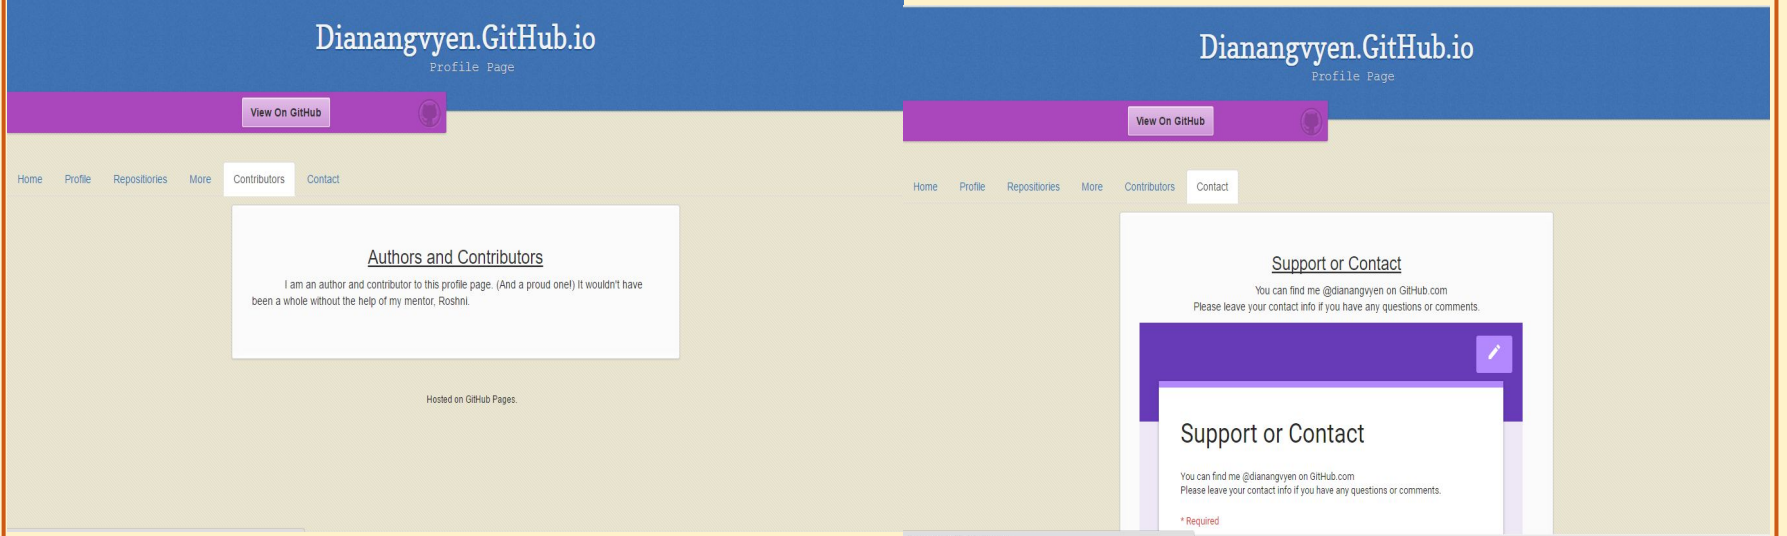 Dianangvyen.GitHub.io
Profile Page
View On GitHub
Home Profile Repositiories More Contributors Contact
Authors and Contributors
I am an author and contributor to this profile page. (And a proud one!) It wouldn't have
been a whole without the help of my mentor, Roshni.
Hosted on GitHub Pages.
Dianangvyen.GitHub.io
Profile Page
View On GitHub
Home Profile Repositiories More Contributors Contact
Support or Contact
You can find me @dianangvyen on GitHub.com
Please leave your contact info if you have any questions or comments.
Support or Contact
You can find me @dianangvyen on GitHub.com
Please leave your contact info if you have any questions or comments.
* Required